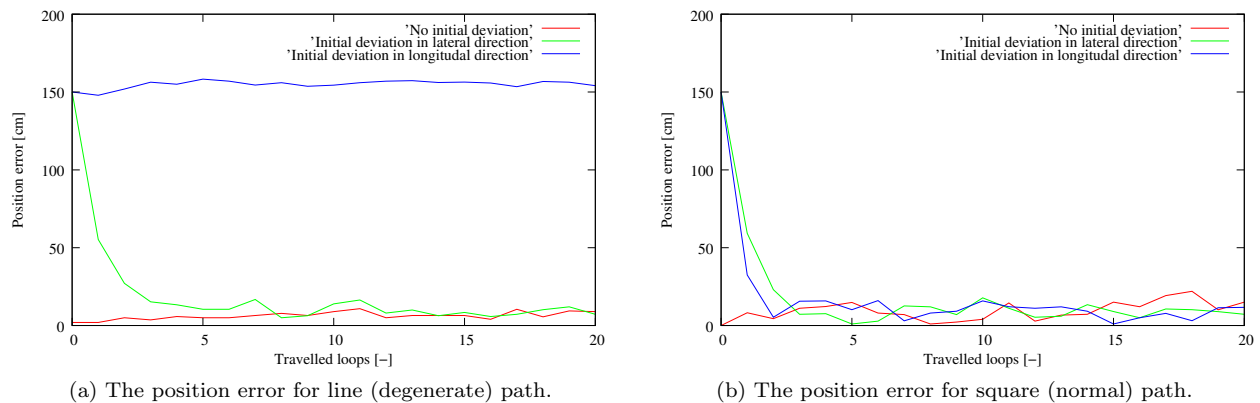 200
150
100
50
0
Position error [cm]
0
5
10
15
20
Travelled loops [−]
'No initial deviation'
'Initial deviation in lateral direction'
'Initial deviation in longitudal direction'
(a) The position error for line (degenerate) path.
200
150
100
50
0
Position error [cm]
0
5
10
15
20
Travelled loops [−]
'No initial deviation'
'Initial deviation in lateral direction'
'Initial deviation in longitudal direction'
(b) The position error for square (normal) path.